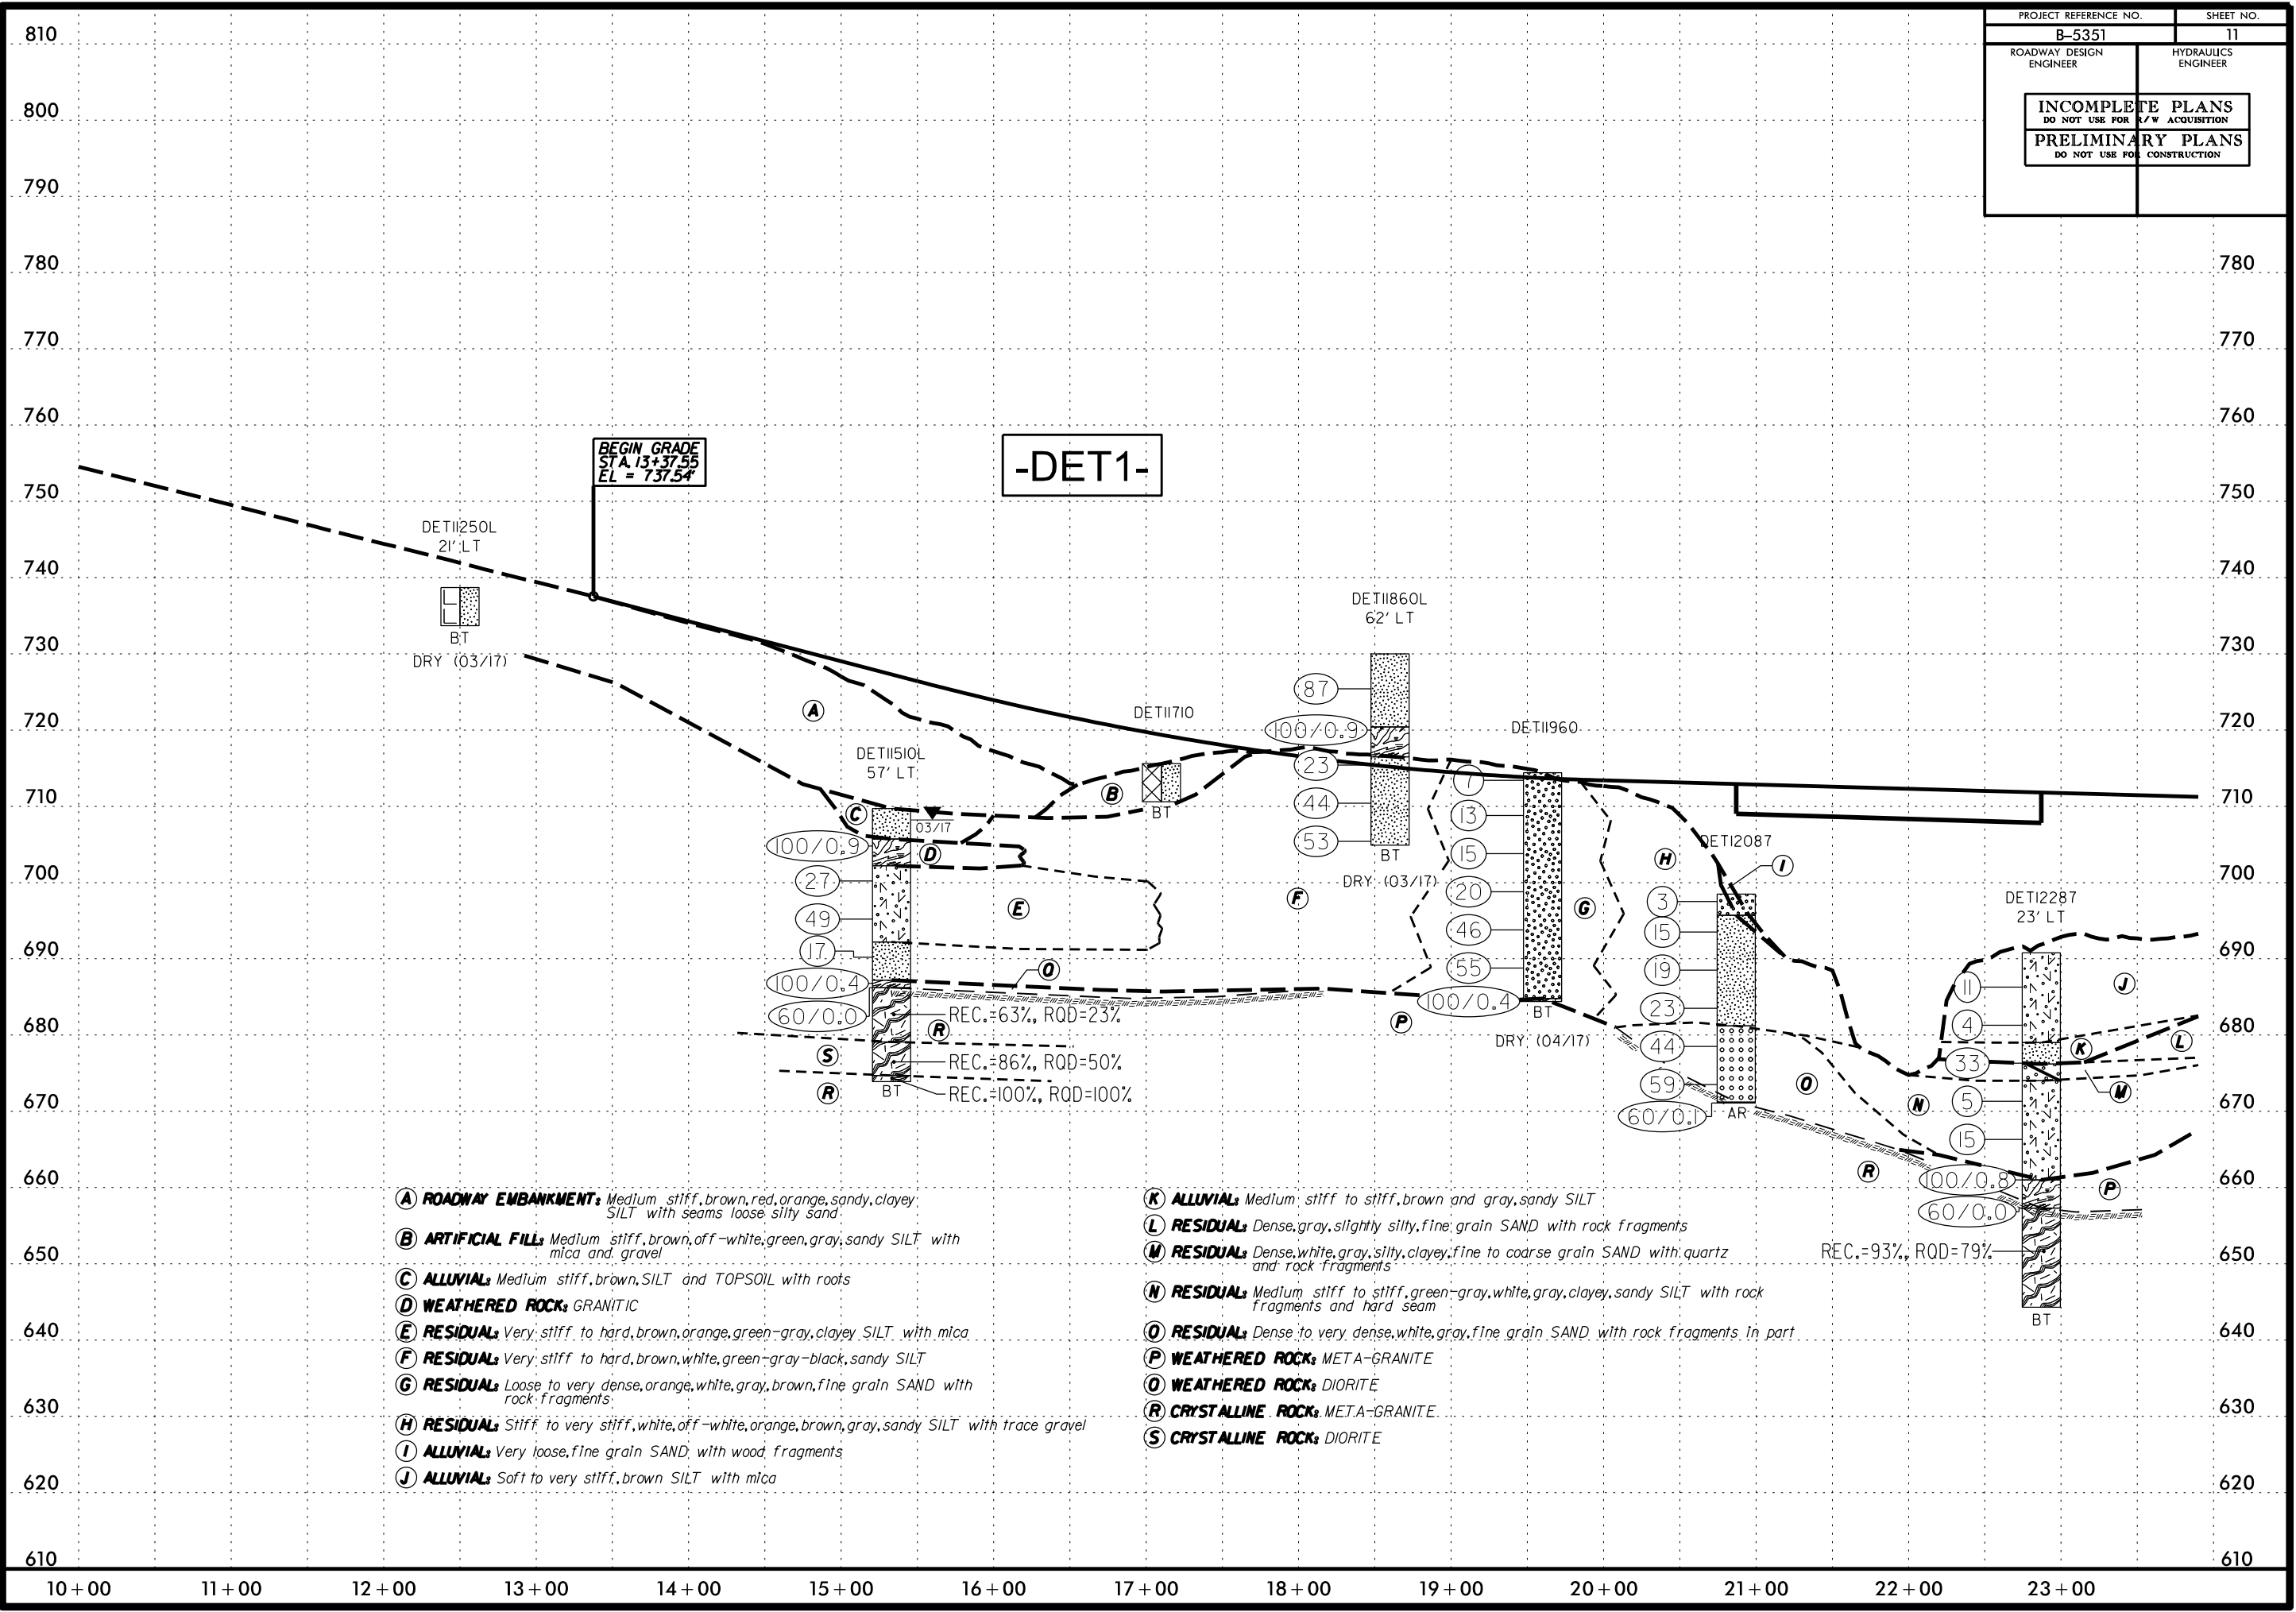 PROJECT REFERENCE NO. SHEET NO.
B-5351 11
ROADWAY DESIGN ENGINEER
HYDRAULICS ENGINEER
INCOMPLETE PLANS
DO NOT USE FOR R/W ACQUISITION
PRELIMINARY PLANS
DO NOT USE FOR CONSTRUCTION
810
800
790
780 780
770 770
760 760
750 750
740 740
730 730
720 720
710 710
700 700
690 690
680 680
670 670
660 660
650 650
640 640
630 630
620 620
610 610
BEGIN GRADE
STA. 13+37.55
EL = 737.54'
-DET1-
DET11250L
21' LT
BT
DRY (03/17)
A
DET11510L
57' LT
C
03/17
100/0.9
D
27
49
17
100/0.4
60/0.0
E
O
REC.=63%, RQD=23%
R
S
REC.=86%, RQD=50%
R
BT
REC.=100%, RQD=100%
DET11710
B
BT
DET11860L
62' LT
87
100/0.9
23
44
53
BT
DRY (03/17)
F
DET11960
7
13
15
20
46
55
100/0.4
BT
DRY (04/17)
G
P
H
DET12087
I
3
15
19
23
44
59
60/0.1
AR
O
R
N
DET12287
23' LT
11
4
33
5
15
100/0.8
60/0.0
REC.=93%, RQD=79%
BT
J
K
L
M
P
A ROADWAY EMBANKMENT: Medium stiff, brown, red, orange, sandy, clayey
SILT with seams loose silty sand
B ARTIFICIAL FILL: Medium stiff, brown, off-white, green, gray, sandy SILT with
mica and gravel
C ALLUVIAL: Medium stiff, brown, SILT and TOPSOIL with roots
D WEATHERED ROCK: GRANITIC
E RESIDUAL: Very stiff to hard, brown, orange, green-gray, clayey SILT with mica
F RESIDUAL: Very stiff to hard, brown, white, green-gray-black, sandy SILT
G RESIDUAL: Loose to very dense, orange, white, gray, brown, fine grain SAND with
rock fragments
H RESIDUAL: Stiff to very stiff, white, off-white, orange, brown, gray, sandy SILT with trace gravel
I ALLUVIAL: Very loose, fine grain SAND with wood fragments
J ALLUVIAL: Soft to very stiff, brown SILT with mica
K ALLUVIAL: Medium stiff to stiff, brown and gray, sandy SILT
L RESIDUAL: Dense, gray, slightly silty, fine grain SAND with rock fragments
M RESIDUAL: Dense, white, gray, silty, clayey, fine to coarse grain SAND with quartz
and rock fragments
N RESIDUAL: Medium stiff to stiff, green-gray, white, gray, clayey, sandy SILT with rock
fragments and hard seam
O RESIDUAL: Dense to very dense, white, gray, fine grain SAND with rock fragments in part
P WEATHERED ROCK: META-GRANITE
O WEATHERED ROCK: DIORITE
R CRYSTALLINE ROCK: META-GRANITE
S CRYSTALLINE ROCK: DIORITE
10+00 11+00 12+00 13+00 14+00 15+00 16+00 17+00 18+00 19+00 20+00 21+00 22+00 23+00